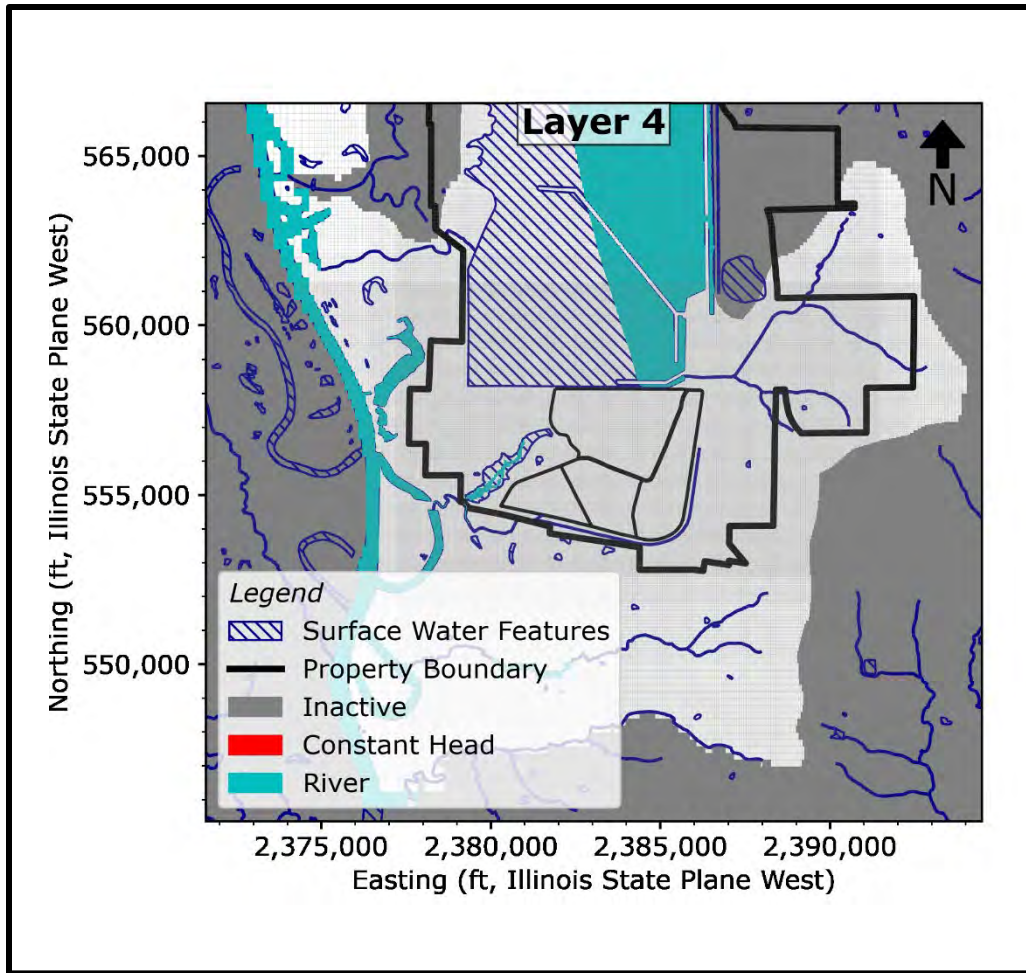 Layer 4
N
565,000
560,000
555,000
550,000
Northing (ft, Illinois State Plane West)
Legend
Surface Water Features
Property Boundary
Inactive
Constant Head
River
2,375,000
2,380,000
2,385,000
2,390,000
Easting (ft, Illinois State Plane West)